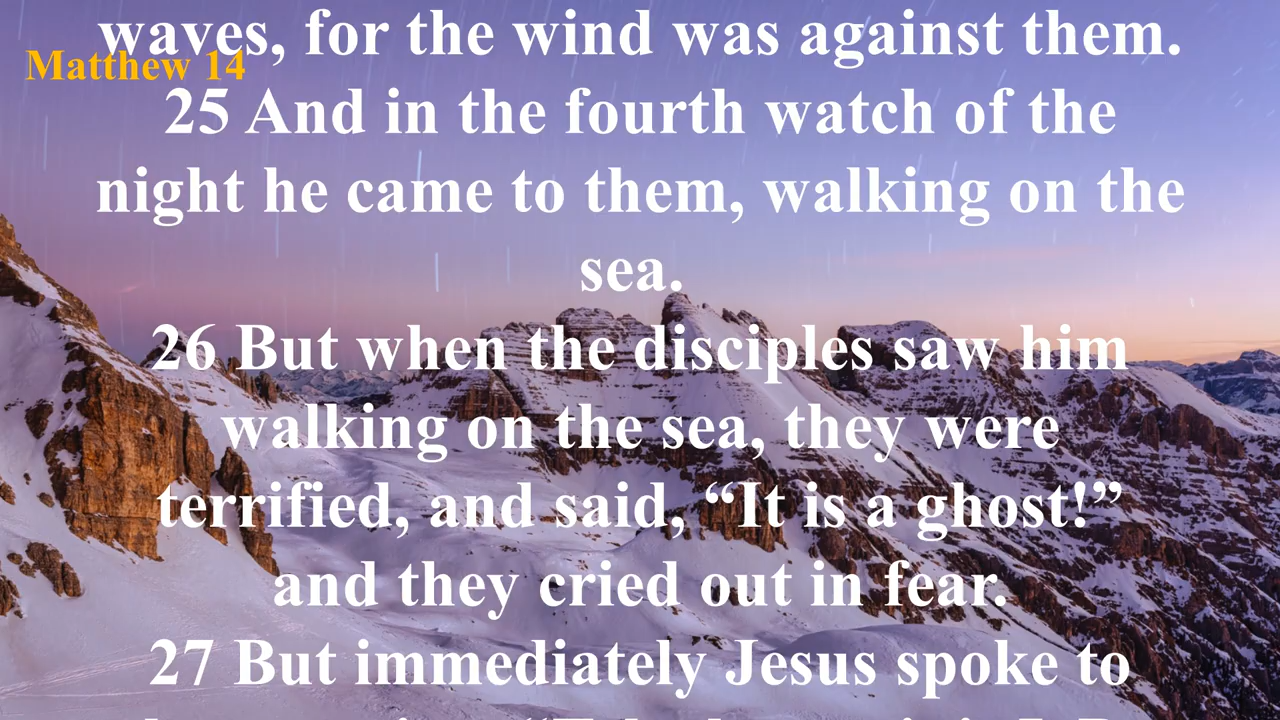 waves, for the wind was against them.
Matthew 14
25 And in the fourth watch of the
night he came to them, walking on the
sea.
26 But when the disciples saw him
walking on the sea, they were
terrified, and said, “It is a ghost!”
and they cried out in fear.
27 But immediately Jesus spoke to